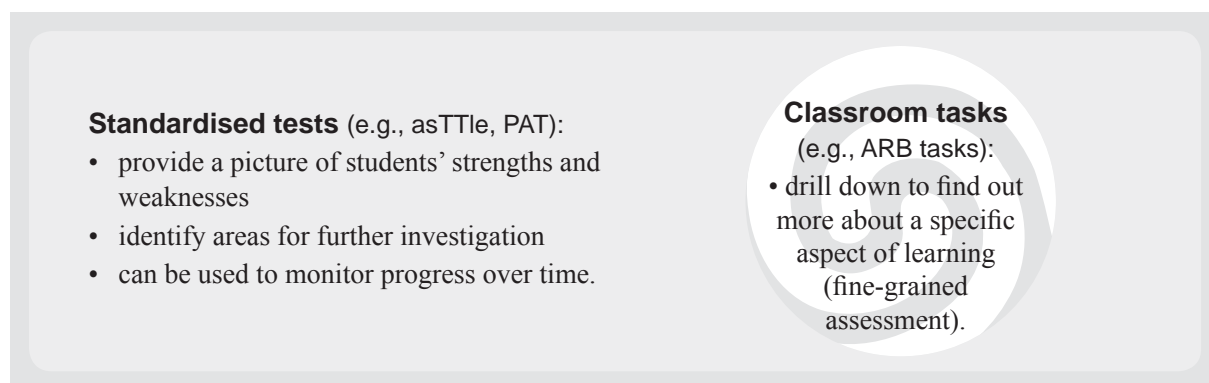 Standardised tests (e.g., asTTle, PAT):
• provide a picture of students' strengths and
weaknesses
• identify areas for further investigation
• can be used to monitor progress over time.
Classroom tasks
(e.g., ARB tasks):
• drill down to find out
more about a specific
aspect of learning
(fine-grained
assessment).